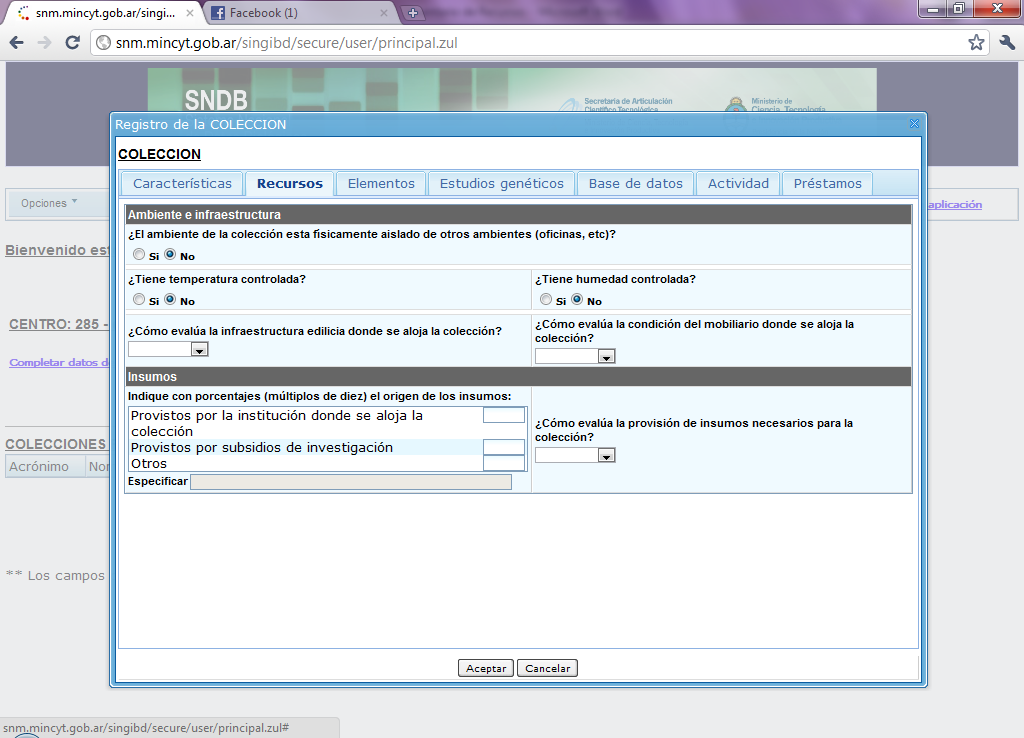 snm.mincyt.gob.ar/singi...
Facebook (1)
snm.mincyt.gob.ar/singibd/secure/user/principal.zul
SNDB
Secretaría de Articulación
Científico Tecnológica
Ministerio de
Ciencia, Tecnología
Registro de la COLECCION
COLECCION
Características
Recursos
Elementos
Estudios genéticos
Base de datos
Actividad
Préstamos
Opciones
aplicación
Bienvenido est
CENTRO: 285 -
Completar datos d
COLECCIONES
Acrónimo
Nor
** Los campos
Ambiente e infraestructura
¿El ambiente de la colección esta fisicamente aislado de otros ambientes (oficinas, etc)?
Si No
¿Tiene temperatura controlada?
Si No
¿Tiene humedad controlada?
Si No
¿Cómo evalúa la infraestructura edilicia donde se aloja la colección?
¿Cómo evalúa la condición del mobiliario donde se aloja la
colección?
Insumos
Indique con porcentajes (múltiplos de diez) el origen de los insumos:
Provistos por la institución donde se aloja la
colección
Provistos por subsidios de investigación
Otros
Especificar
¿Cómo evalúa la provisión de insumos necesarios para la
colección?
Aceptar
Cancelar
snm.mincyt.gob.ar/singibd/secure/user/principal.zul#